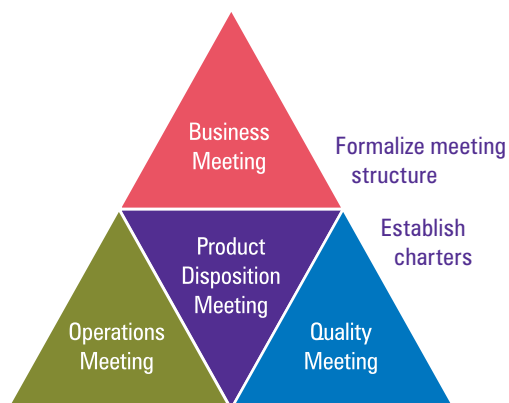 Business
Meeting
Formalize meeting
structure
Establish
charters
Product
Disposition
Meeting
Operations
Meeting
Quality
Meeting